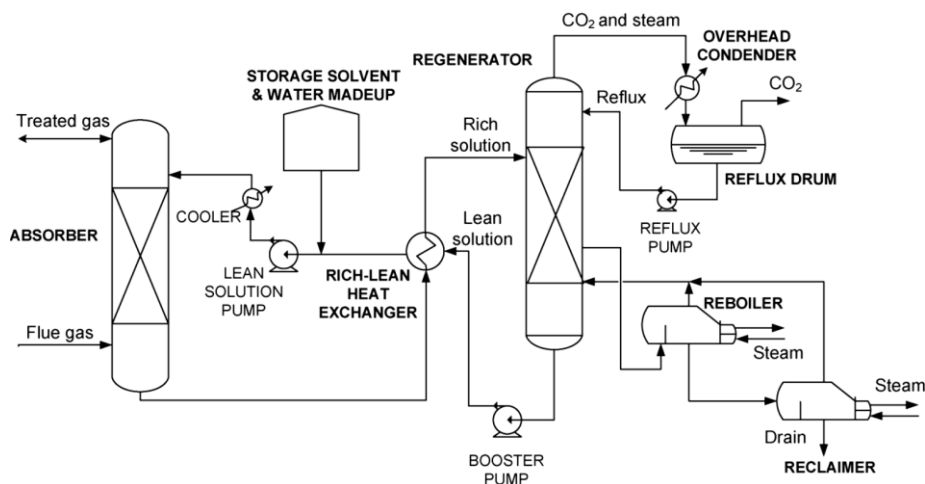 CO₂ and steam
OVERHEAD
CONDENDER
REGENERATOR
STORAGE SOLVENT
& WATER MADEUP
CO₂
Reflux
Treated gas
Rich
solution
REFLUX DRUM
COOLER
Lean
solution
REFLUX
PUMP
ABSORBER
LEAN
SOLUTION
PUMP
RICH-LEAN
HEAT
EXCHANGER
REBOILER
Flue gas
Steam
Steam
Drain
BOOSTER
PUMP
RECLAIMER